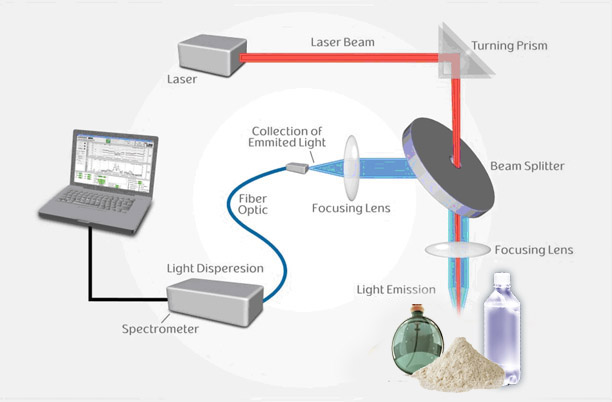 Laser Beam
Turning Prism
Laser
Collection of
Emmited Light
Beam Splitter
Fiber
Optic
Focusing Lens
Focusing Lens
Light Disperesion
Light Emission
Spectrometer